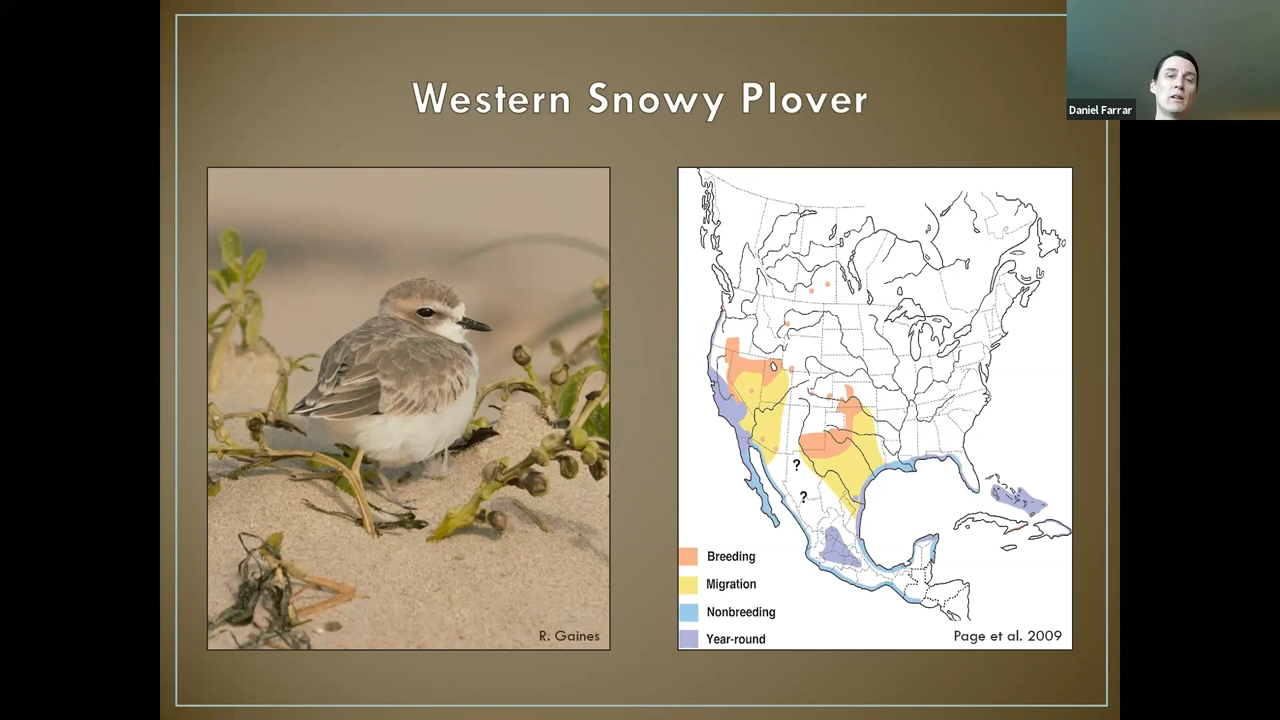 Western Snowy Plover
Daniel Farrar
R. Gaines
?
?
Breeding
Migration
Nonbreeding
Year-round
Page et al. 2009